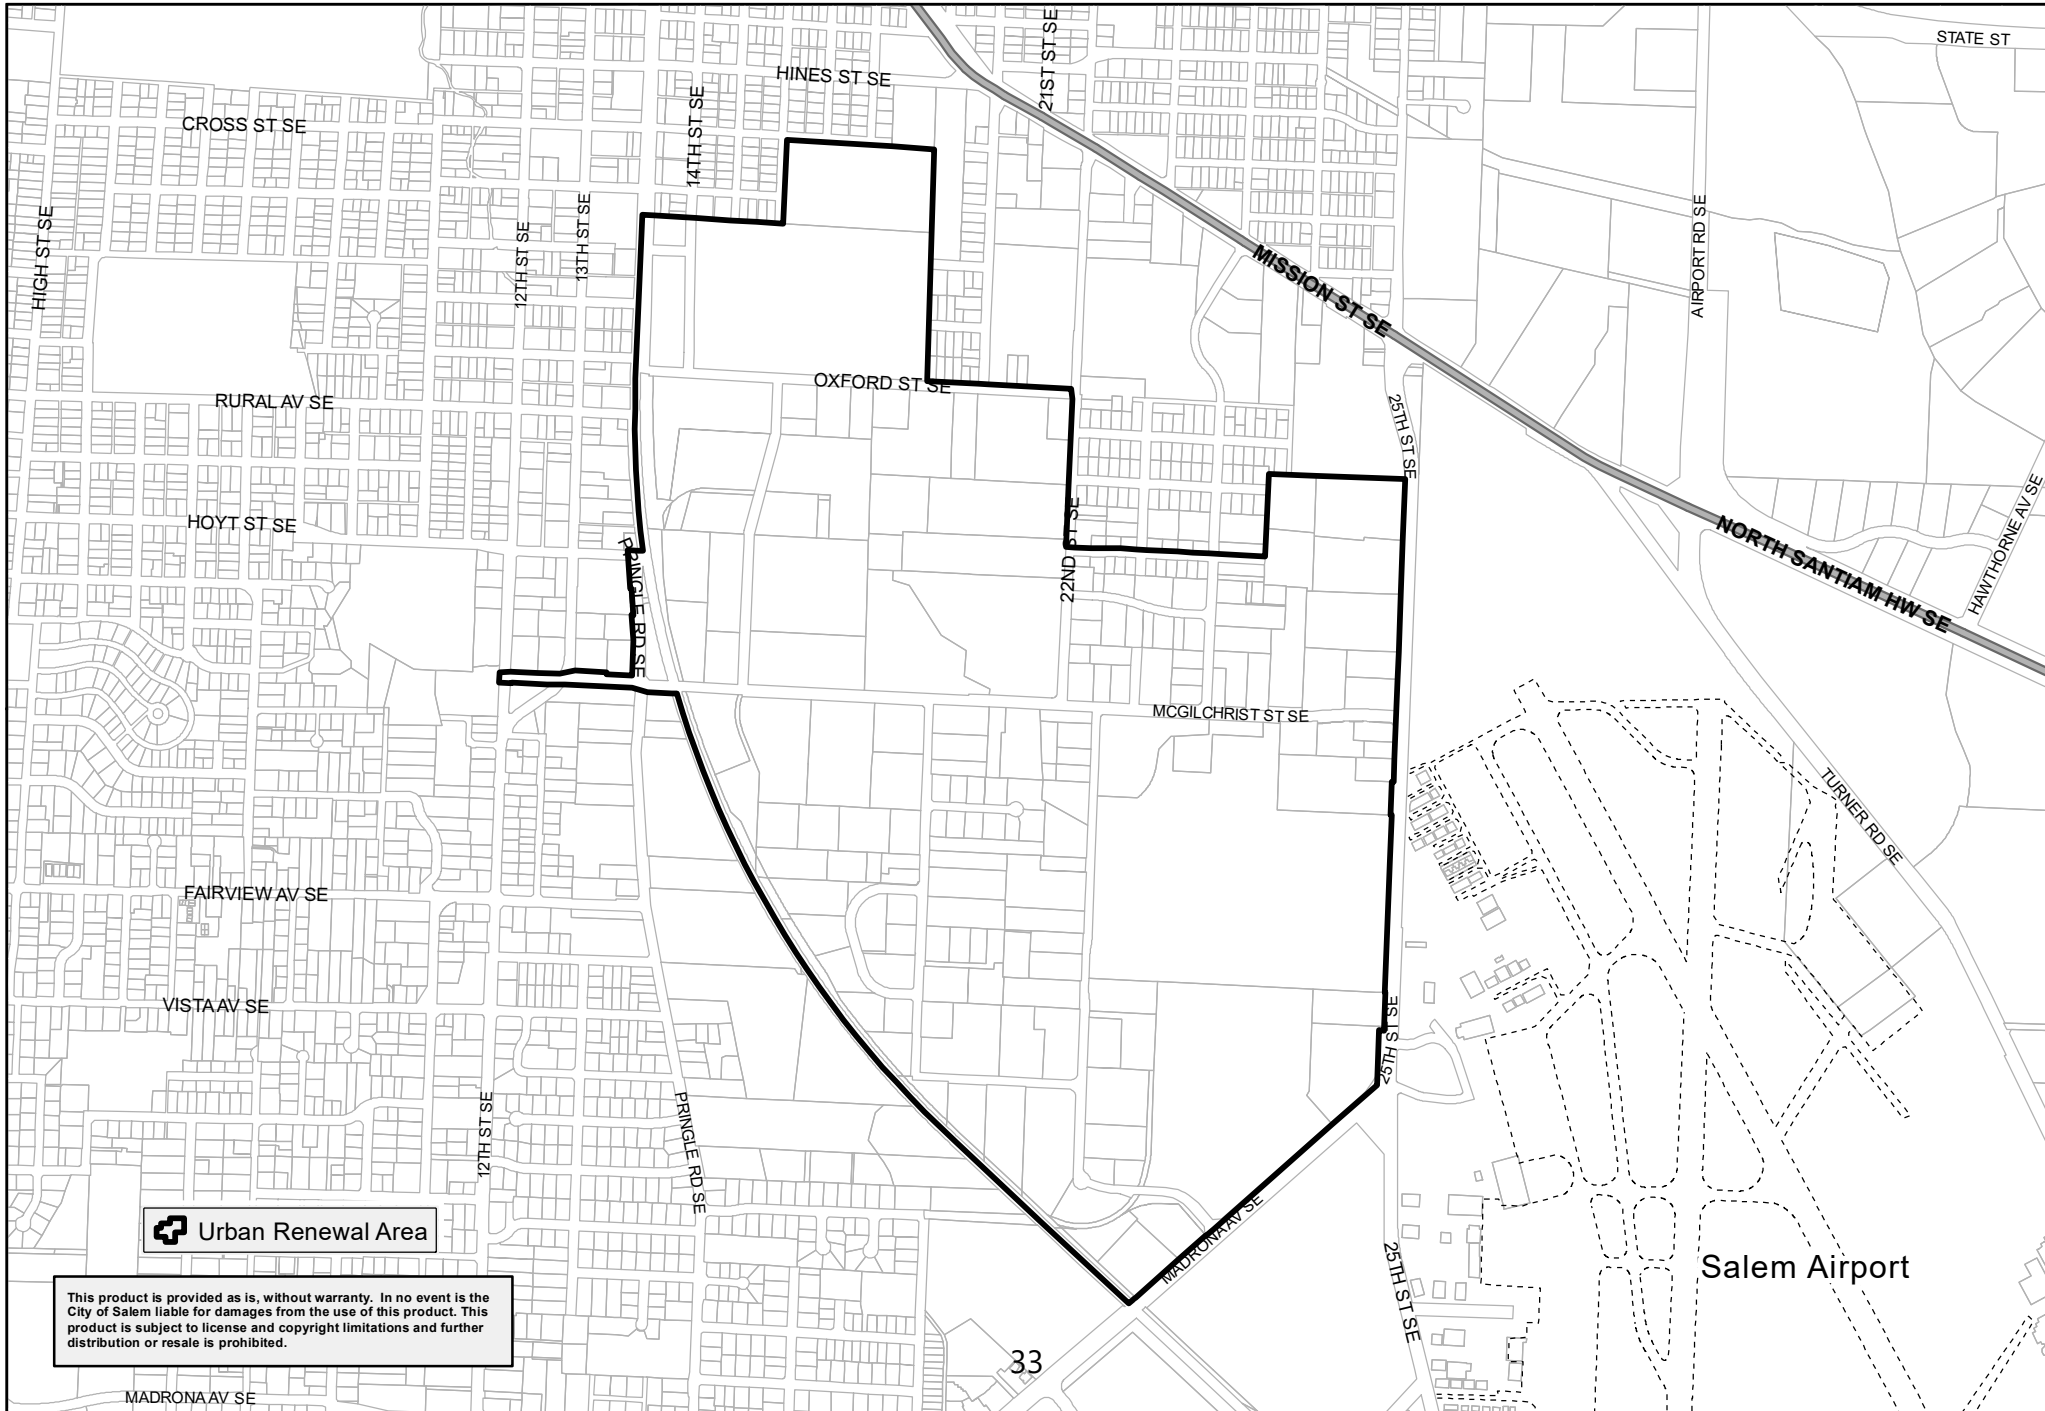 STATE ST
HINES ST SE
21ST ST SE
CROSS ST SE
14TH ST SE
HIGH ST SE
12TH ST SE
13TH ST SE
AIRPORT RD SE
MISSION ST SE
OXFORD ST SE
RURAL AV SE
25TH ST SE
HOYT ST SE
22ND ST SE
NORTH SANTIAM HW SE
HAWTHORNE AV SE
PRINGLE RD SE
MCGILCHRIST ST SE
TURNER RD SE
FAIRVIEW AV SE
VISTA AV SE
25TH ST SE
12TH ST SE
PRINGLE RD SE
MADRONA AV SE
Urban Renewal Area
25TH ST SE
Salem Airport
This product is provided as is, without warranty. In no event is the
City of Salem liable for damages from the use of this product. This
product is subject to license and copyright limitations and further
distribution or resale is prohibited.
33
MADRONA AV SE